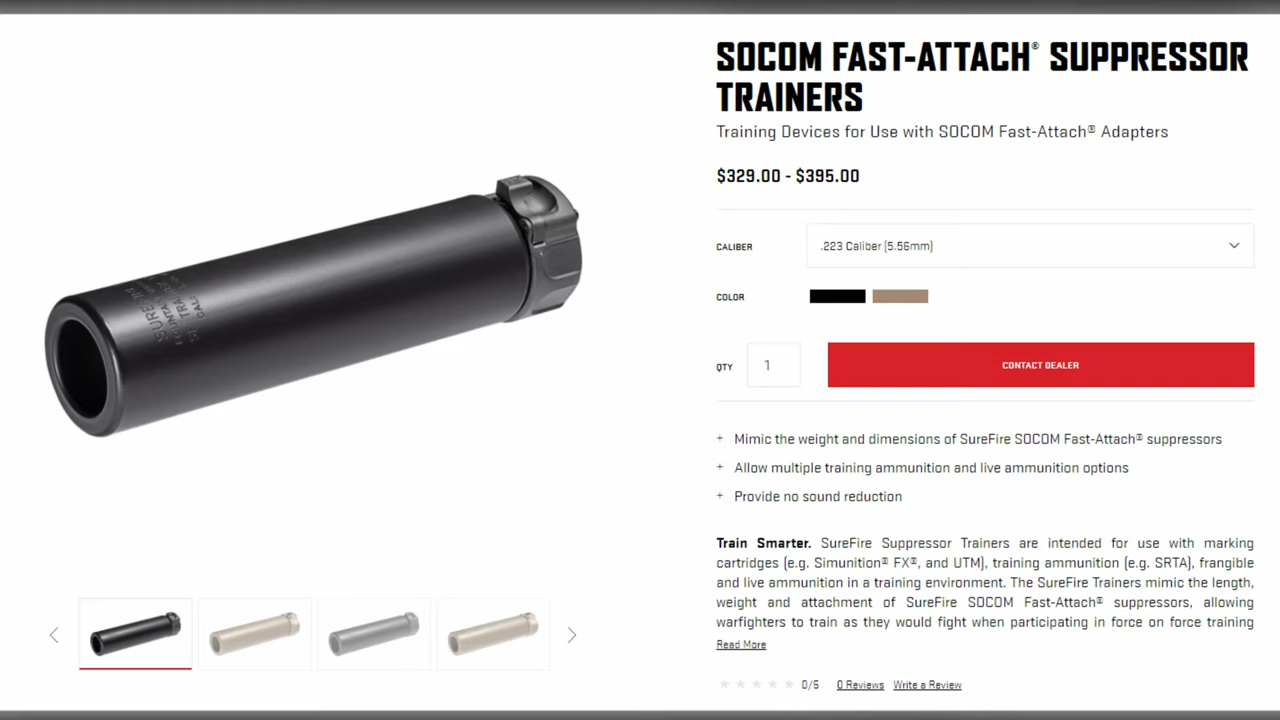 SOCOM FAST-ATTACH® SUPPRESSOR
TRAINERS
Training Devices for Use with SOCOM Fast-Attach® Adapters
$329.00 - $395.00
CALIBER
.223 Caliber (5.56mm)
COLOR
QTY
1
CONTACT DEALER
+ Mimic the weight and dimensions of SureFire SOCOM Fast-Attach® suppressors
+ Allow multiple training ammunition and live ammunition options
+ Provide no sound reduction
Train Smarter. SureFire Suppressor Trainers are intended for use with marking
cartridges (e.g. Simunition® FX®, and UTM), training ammunition (e.g. SRTA), frangible
and live ammunition in a training environment. The SureFire Trainers mimic the length,
weight and attachment of SureFire SOCOM Fast-Attach® suppressors, allowing
warfighters to train as they would fight when participating in force on force training
Read More
0/5
0 Reviews
Write a Review